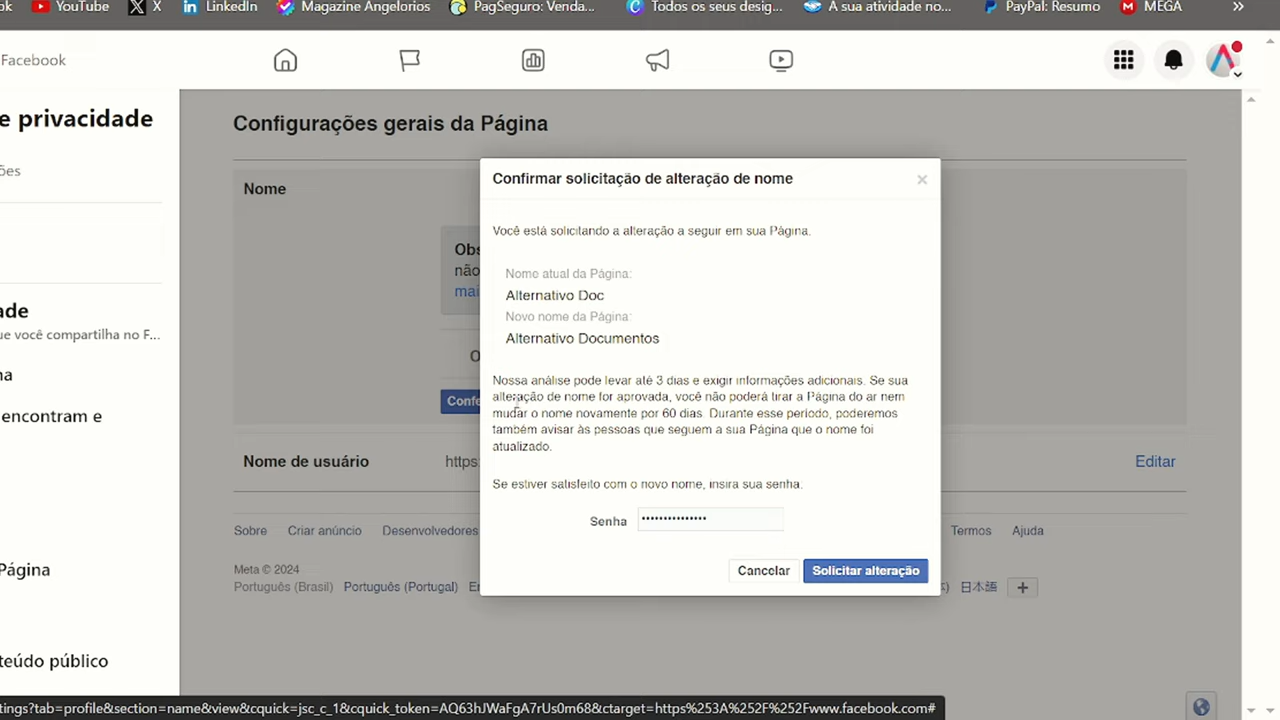 ok YouTube X LinkedIn Magazine Angelorios PagSeguro: Venda... Todos os seus desig... A sua atividade no... PayPal: Resumo MEGA »
Facebook
e privacidade
ões
ade
ue você compartilha no F...
na
encontram e
Página
teúdo público
Configurações gerais da Página
Nome
Obs
não
mai
O
Confe
Confirmar solicitação de alteração de nome
×
Você está solicitando a alteração a seguir em sua Página.
Nome atual da Página:
Alternativo Doc
Novo nome da Página:
Alternativo Documentos
Nossa análise pode levar até 3 dias e exigir informações adicionais. Se sua
alteração de nome for aprovada, você não poderá tirar a Página do ar nem
mudar o nome novamente por 60 dias. Durante esse período, poderemos
também avisar às pessoas que seguem a sua Página que o nome foi
atualizado.
Se estiver satisfeito com o novo nome, insira sua senha:
Senha •••••••••••••••
Cancelar Solicitar alteração
Nome de usuário https: Editar
Sobre Criar anúncio Desenvolvedores Termos Ajuda
Meta © 2024
Português (Brasil) Português (Portugal) En 日本語 +
tings?tab=profile&section=name&view&cquick=jsc_c_1&cquick_token=AQ63hJWaFgA7rUs0m68&ctarget=https%253A%252F%252Fwww.facebook.com#